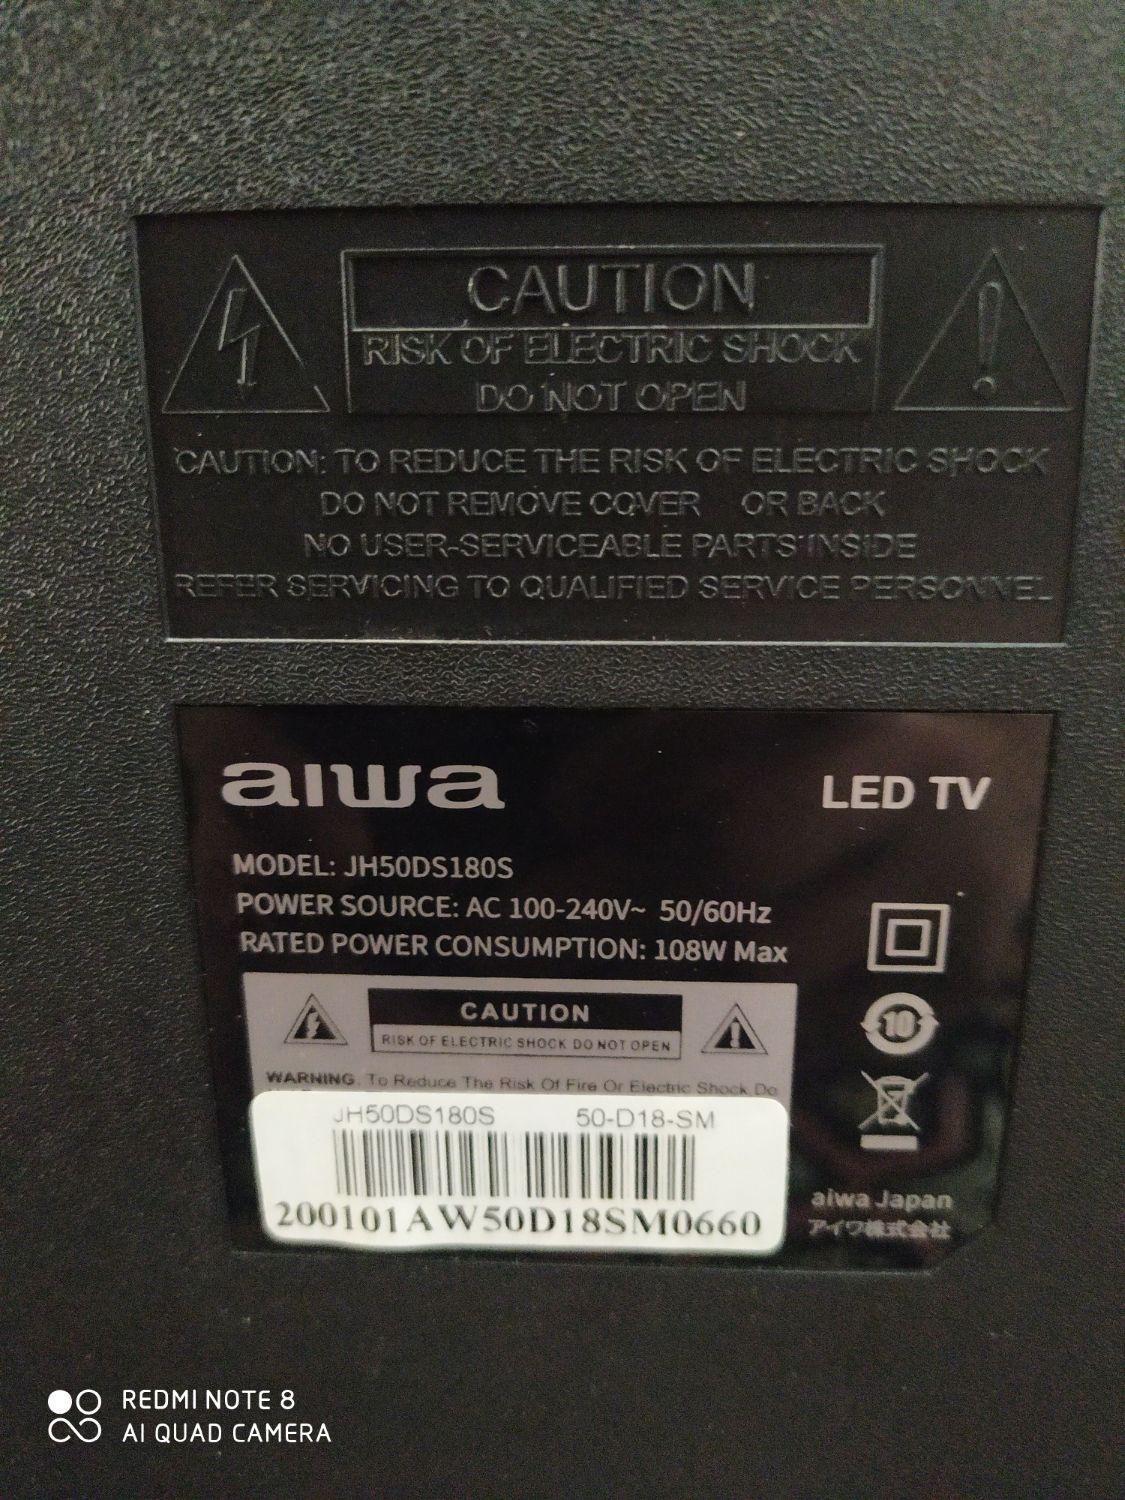 CAUTION
RISK OF ELECTRIC SHOCK
DO NOT OPEN
CAUTION: TO REDUCE THE RISK OF ELECTRIC SHOCK
DO NOT REMOVE COVER OR BACK
NO USER-SERVICEABLE PARTS INSIDE
REFER SERVICING TO QUALIFIED SERVICE PERSONNEL
aiwa
LED TV
MODEL: JH50DS180S
POWER SOURCE: AC 100-240V~ 50/60Hz
RATED POWER CONSUMPTION: 108W Max
CAUTION
RISK OF ELECTRIC SHOCK DO NOT OPEN
WARNING. To Reduce The Risk Of Fire Or Electric Shock, Do
10
JH50DS180S 50-D18-SM
200101AW50D18SM0660
aiwa Japan
アイワ株式会社
REDMI NOTE 8
AI QUAD CAMERA